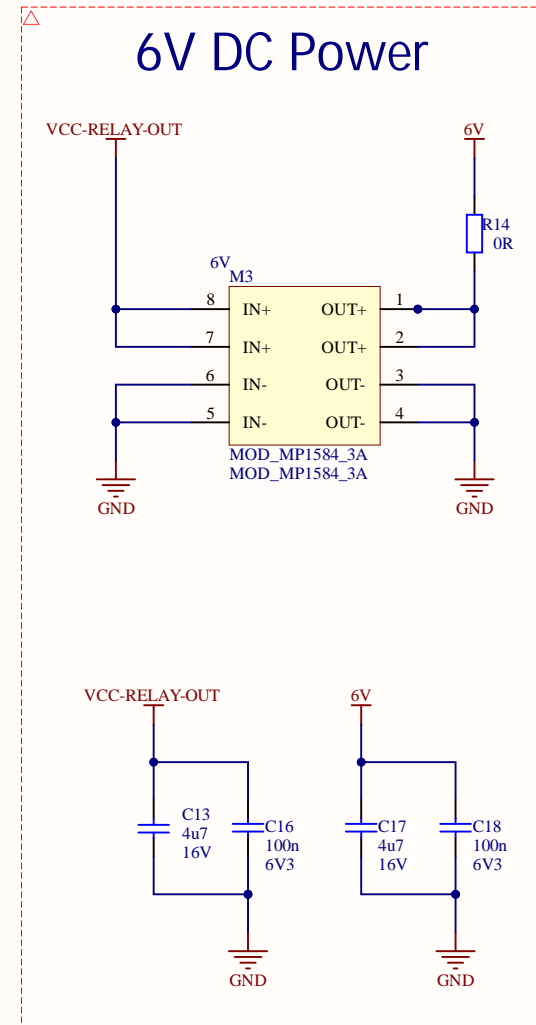 6V DC Power
VCC-RELAY-OUT
6V
R14
0R
6V
M3
8 IN+ OUT+ 1
7 IN+ OUT+ 2
6 IN- OUT- 3
5 IN- OUT- 4
MOD_MP1584_3A
MOD_MP1584_3A
GND
GND
VCC-RELAY-OUT
6V
C13
4u7
16V
C16
100n
6V3
C17
4u7
16V
C18
100n
6V3
GND
GND